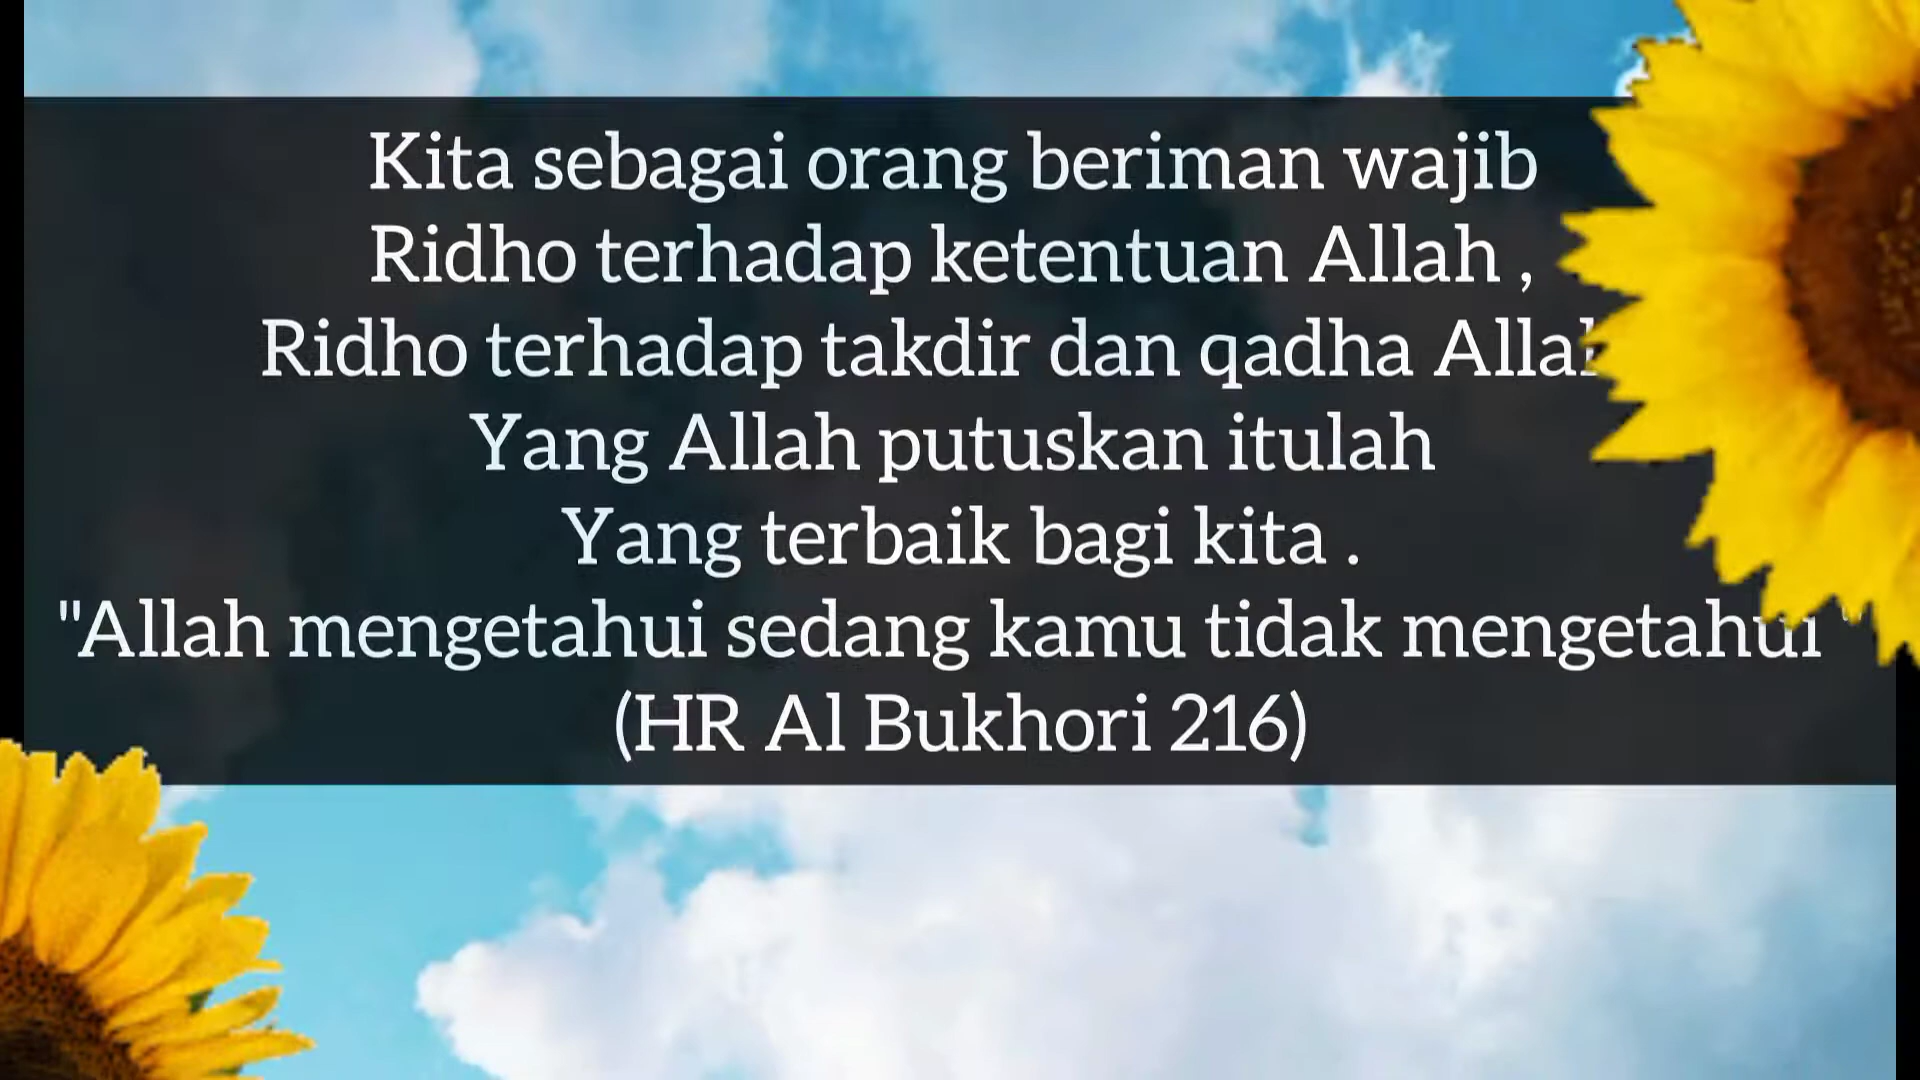 Kita sebagai orang beriman wajib
Ridho terhadap ketentuan Allah ,
Ridho terhadap takdir dan qadha Allah
Yang Allah putuskan itulah
Yang terbaik bagi kita .
"Allah mengetahui sedang kamu tidak mengetahui "
(HR Al Bukhori 216)